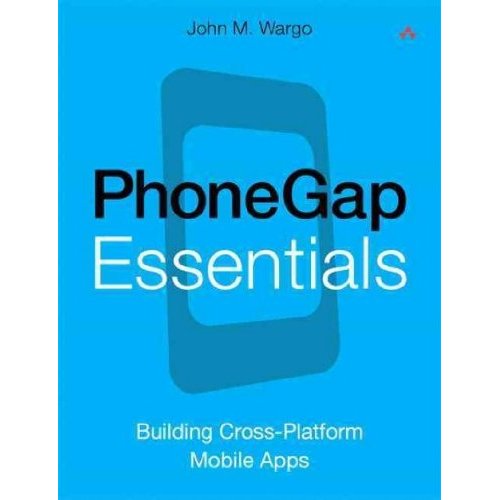 John M. Wargo
PhoneGap
Essentials
Building Cross-Platform
Mobile Apps